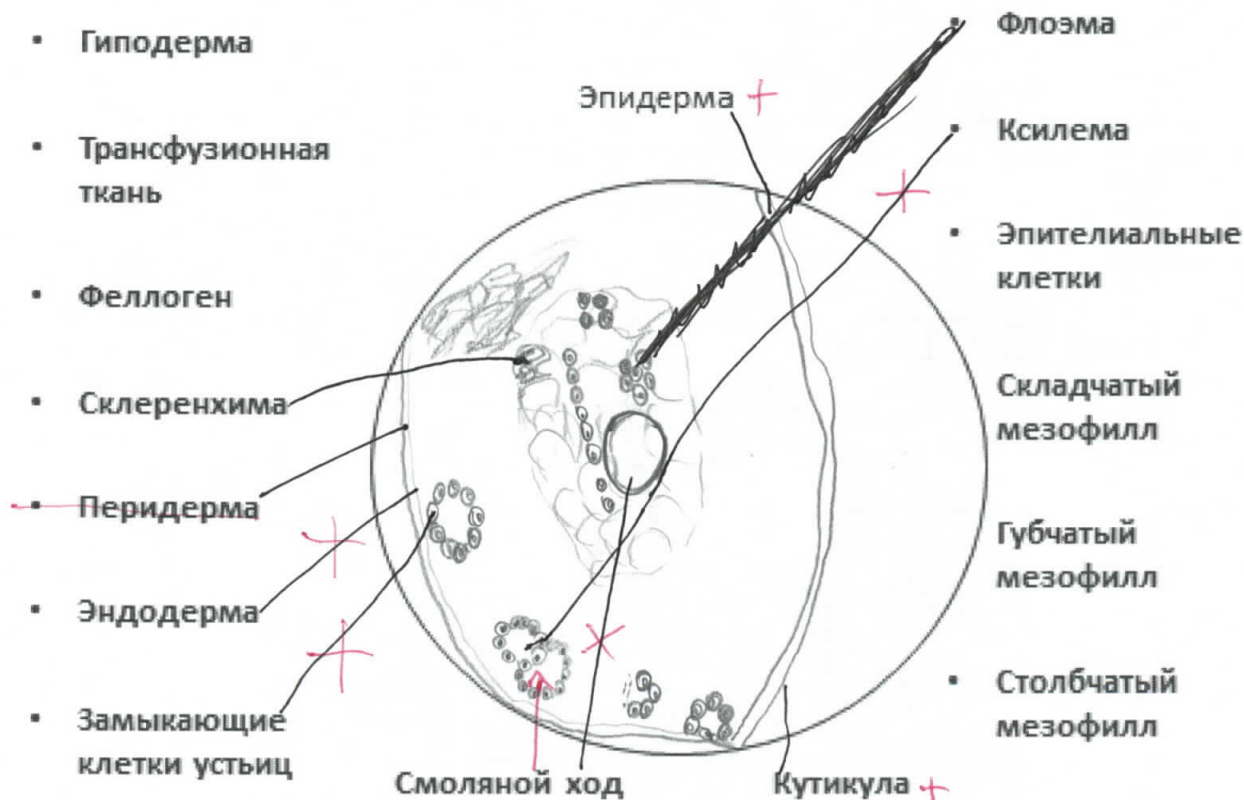 Гиподерма
Трансфузионная
ткань
Феллоген
Склеренхима
Перидерма
Эндодерма
Замыкающие
клетки устьиц
Эпидерма
Смоляной ход
Кутикула
Флоэма
Ксилема
Эпителиальные
клетки
Складчатый
мезофилл
Губчатый
мезофилл
Столбчатый
мезофилл